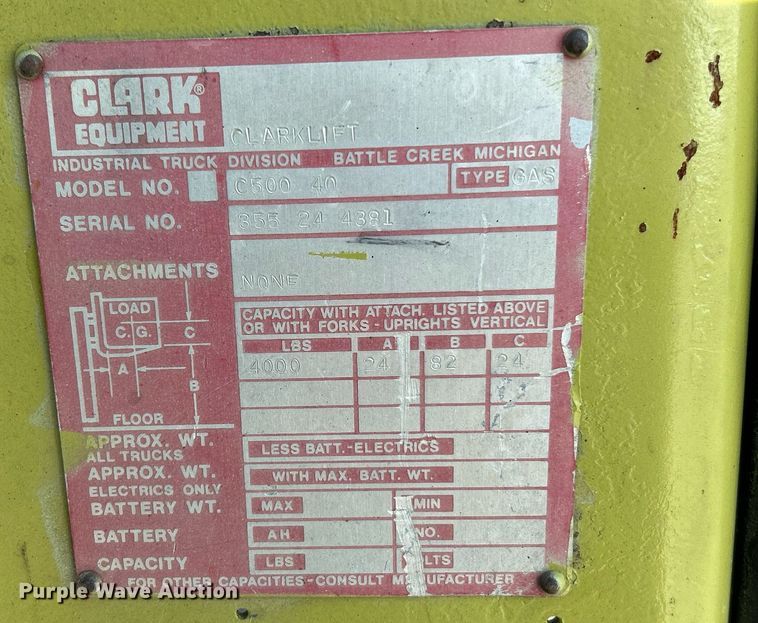 CLARK®
EQUIPMENT
CLARKLIFT
INDUSTRIAL TRUCK DIVISION BATTLE CREEK MICHIGAN
MODEL NO. C500 40 TYPE GAS
SERIAL NO. 355 24 4381
ATTACHMENTS NONE
CAPACITY WITH ATTACH. LISTED ABOVE
OR WITH FORKS - UPRIGHTS VERTICAL
LBS A B C
4000 24 82 24
LOAD
C. G.
C
A
B
FLOOR
APPROX. WT.
ALL TRUCKS
LESS BATT.-ELECTRICS
APPROX. WT.
ELECTRICS ONLY
WITH MAX. BATT. WT.
BATTERY WT. MAX MIN
BATTERY AH NO.
CAPACITY LBS VOLTS
FOR OTHER CAPACITIES-CONSULT MANUFACTURER
Purple Wave Auction